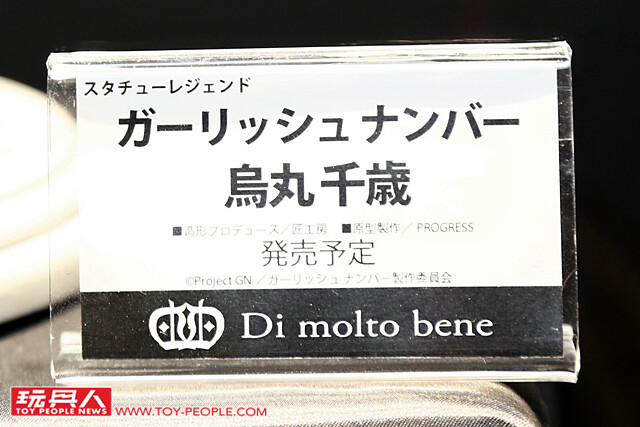 スタチューレジェンド
ガーリッシュ ナンバー
烏丸千歳
■造形プロデュース／匠工房　■原型製作／ PROGRESS
発売予定
©Project GN ／ガーリッシュ ナンバー製作委員会
Di molto bene
玩具人
TOY PEOPLE NEWS
WWW.TOY-PEOPLE.COM